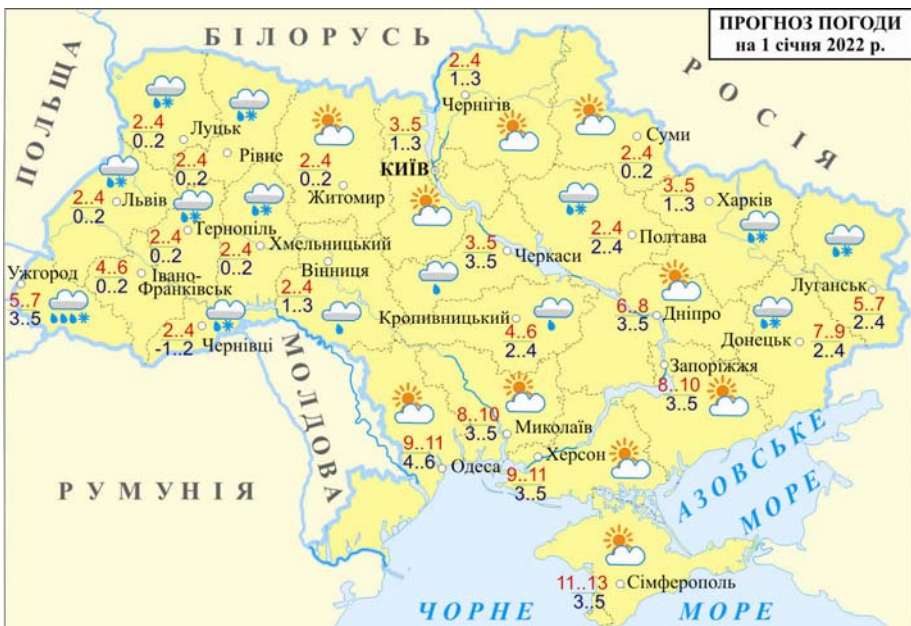 ПРОГНОЗ ПОГОДИ
на 1 січня 2022 р.
БІЛОРУСЬ
ПОЛЬЩА
РОСІЯ
2..4
1..3
Чернігів
2..4
0..2
Луцьк
2..4
0..2
Рівне
2..4
0..2
Житомир
3..5
1..3
КИЇВ
Суми
2..4
0..2
2..4
0..2
Львів
2..4
0..2
Тернопіль
2..4
0..2
Хмельницький
3..5
1..3
Харків
2..4
2..4
Полтава
3..5
3..5
Черкаси
Ужгород
5..7
3..5
4..6
0..2
Івано-
Франківськ
Вінниця
2..4
1..3
2..4
-1..2
Чернівці
Кропивницький
4..6
2..4
6..8
3..5
Дніпро
Луганськ
5..7
2..4
Донецьк
7..9
2..4
Запоріжжя
8..10
3..5
МОЛДОВА
8..10
3..5
Миколаїв
9..11
4..6
Одеса
Херсон
9..11
3..5
РУМУНІЯ
АЗОВСЬКЕ
МОРЕ
11..13
3..5
Сімферополь
ЧОРНЕ МОРЕ